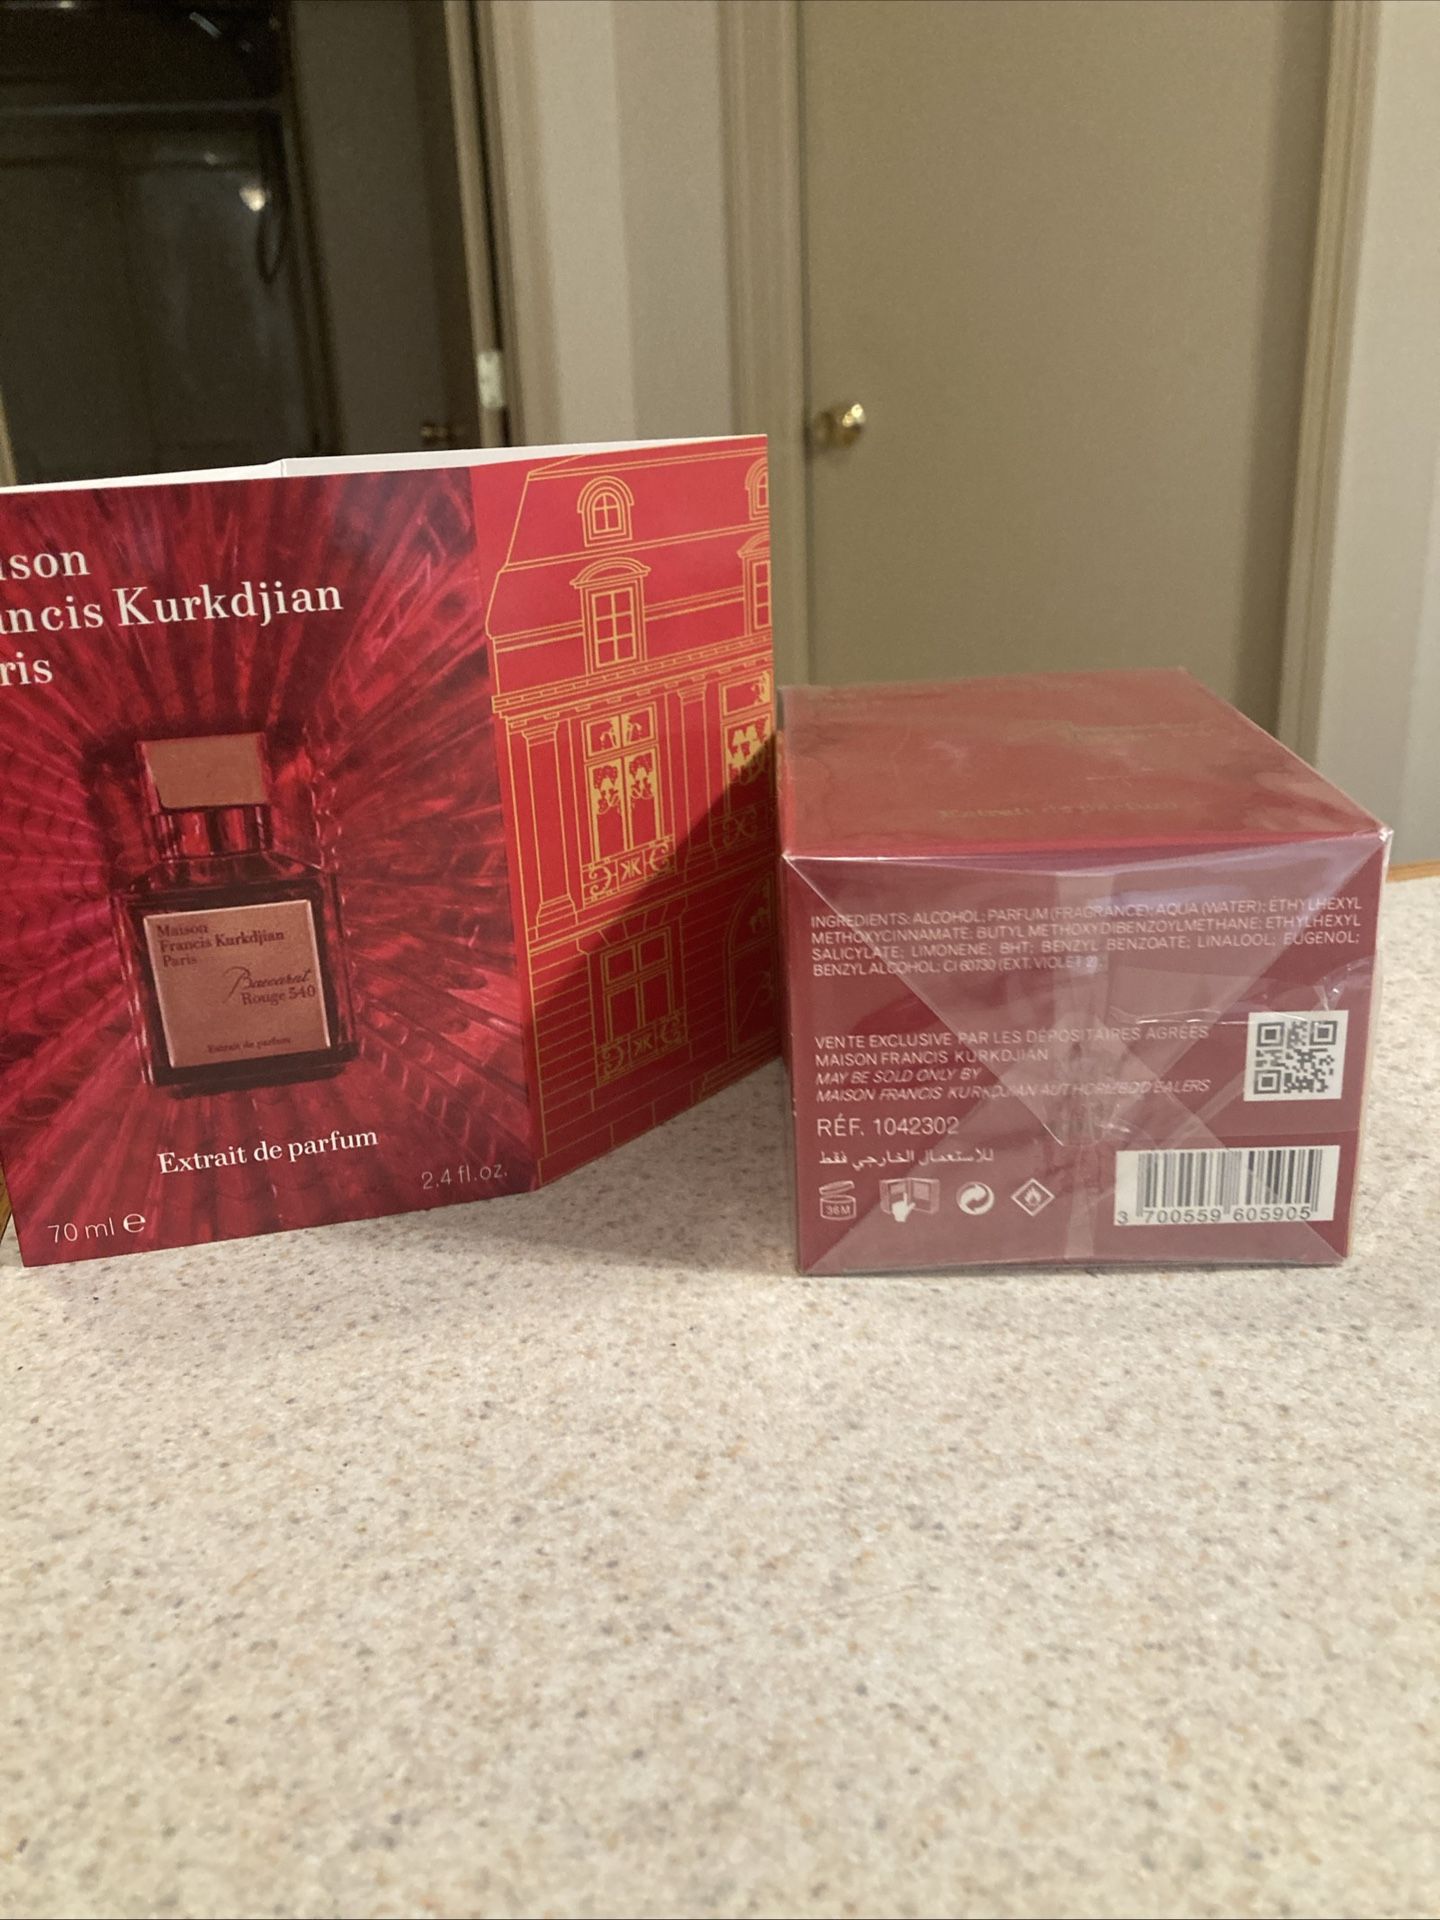 ison
ancis Kurkdjian
ris
Maison
Francis Kurkdjian
Paris
Baccarat
Rouge 540
Extrait de parfum
Extrait de parfum
2.4 fl.oz.
70 ml e
Extrait de parfum
INGREDIENTS: ALCOHOL; PARFUM (FRAGRANCE); AQUA (WATER); ETHYLHEXYL
METHOXYCINNAMATE; BUTYL METHOXYDIBENZOYLMETHANE; ETHYLHEXYL
SALICYLATE; LIMONENE; BHT; BENZYL BENZOATE; LINALOOL; EUGENOL;
BENZYL ALCOHOL; CI 60730 (EXT. VIOLET 2).
VENTE EXCLUSIVE PAR LES DÉPOSITAIRES AGRÉÉS
MAISON FRANCIS KURKDJIAN
MAY BE SOLD ONLY BY
MAISON FRANCIS KURKDJIAN AUTHORIZED DEALERS
RÉF. 1042302
للاستعمال الخارجي فقط
36M
3 700559 605905